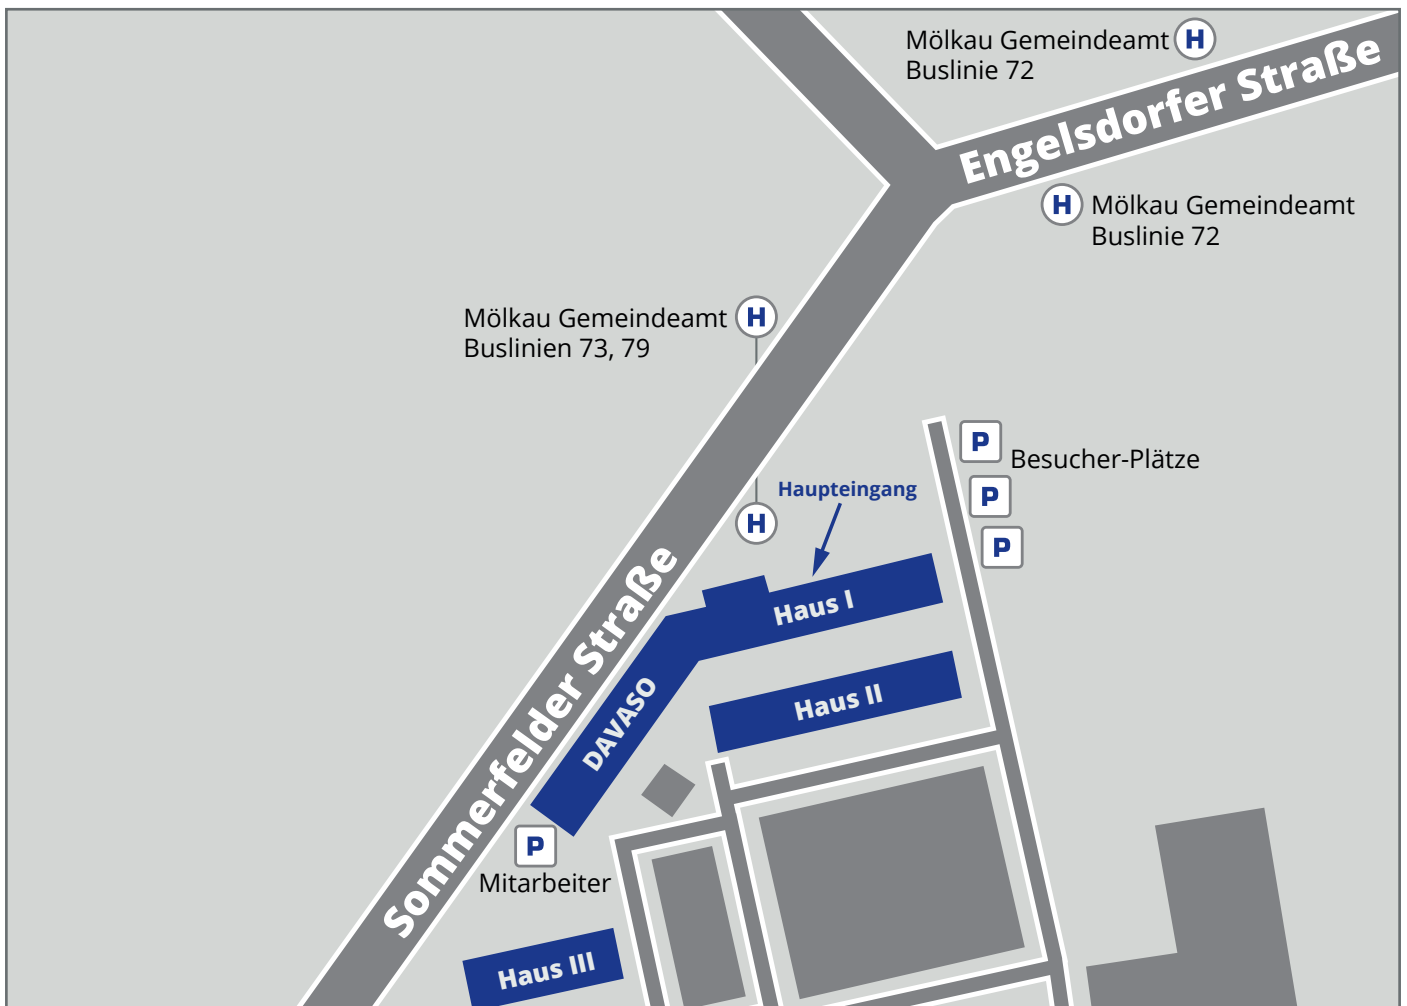 Mölkau Gemeindeamt H
Buslinie 72
Engelsdorfer Straße
H Mölkau Gemeindeamt
Buslinie 72
Mölkau Gemeindeamt H
Buslinien 73, 79
P
Besucher-Plätze
P
P
Haupteingang
H
Haus I
Sommerfelder Straße
DAVASO
Haus II
P
Mitarbeiter
Haus III